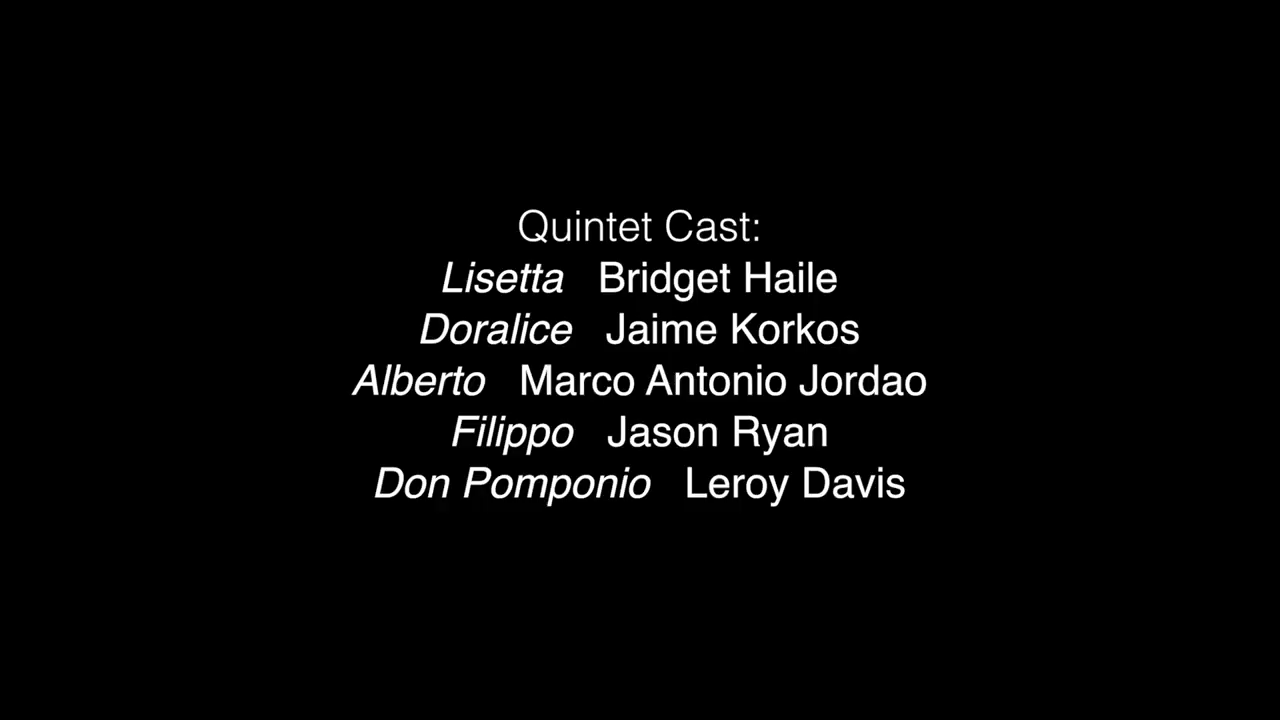 Quintet Cast:
Lisetta Bridget Haile
Doralice Jaime Korkos
Alberto Marco Antonio Jordao
Filippo Jason Ryan
Don Pomponio Leroy Davis